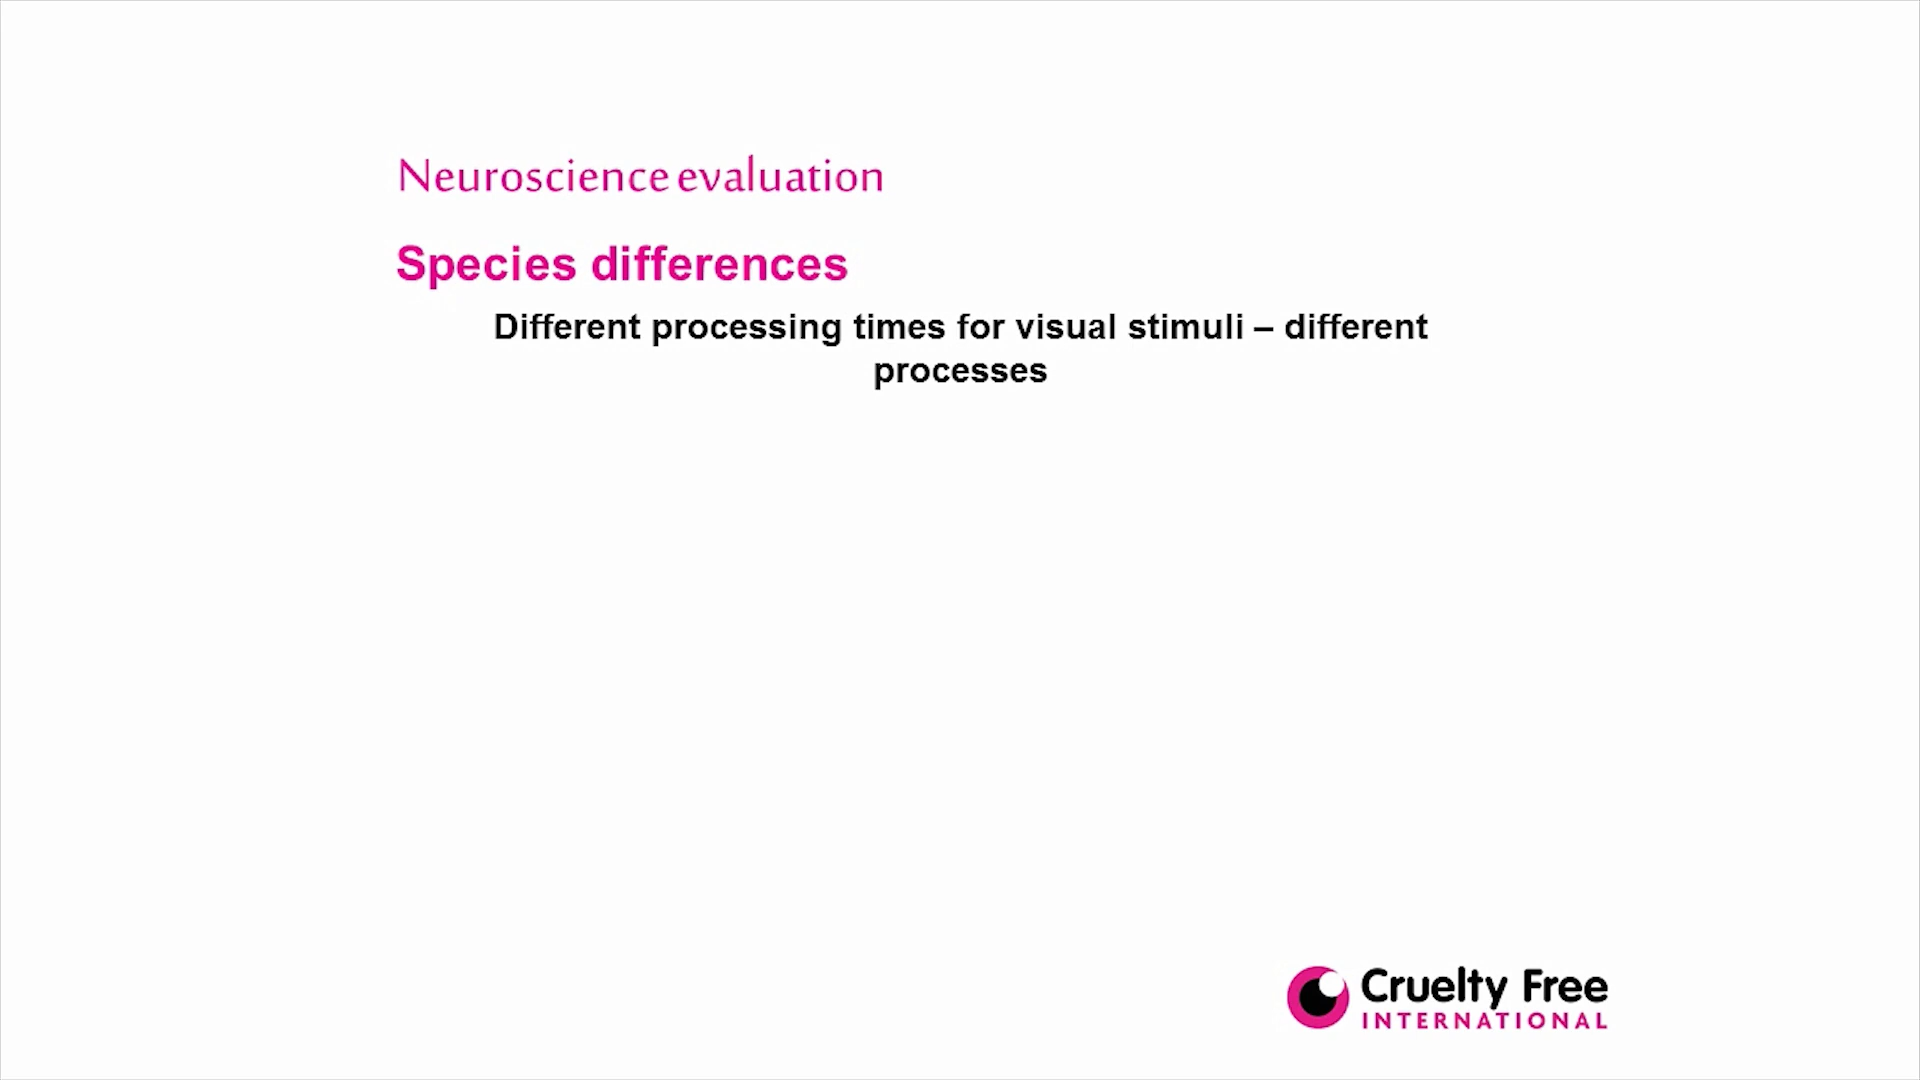 Neuroscience evaluation
Species differences
Different processing times for visual stimuli – different
processes
Cruelty Free
INTERNATIONAL